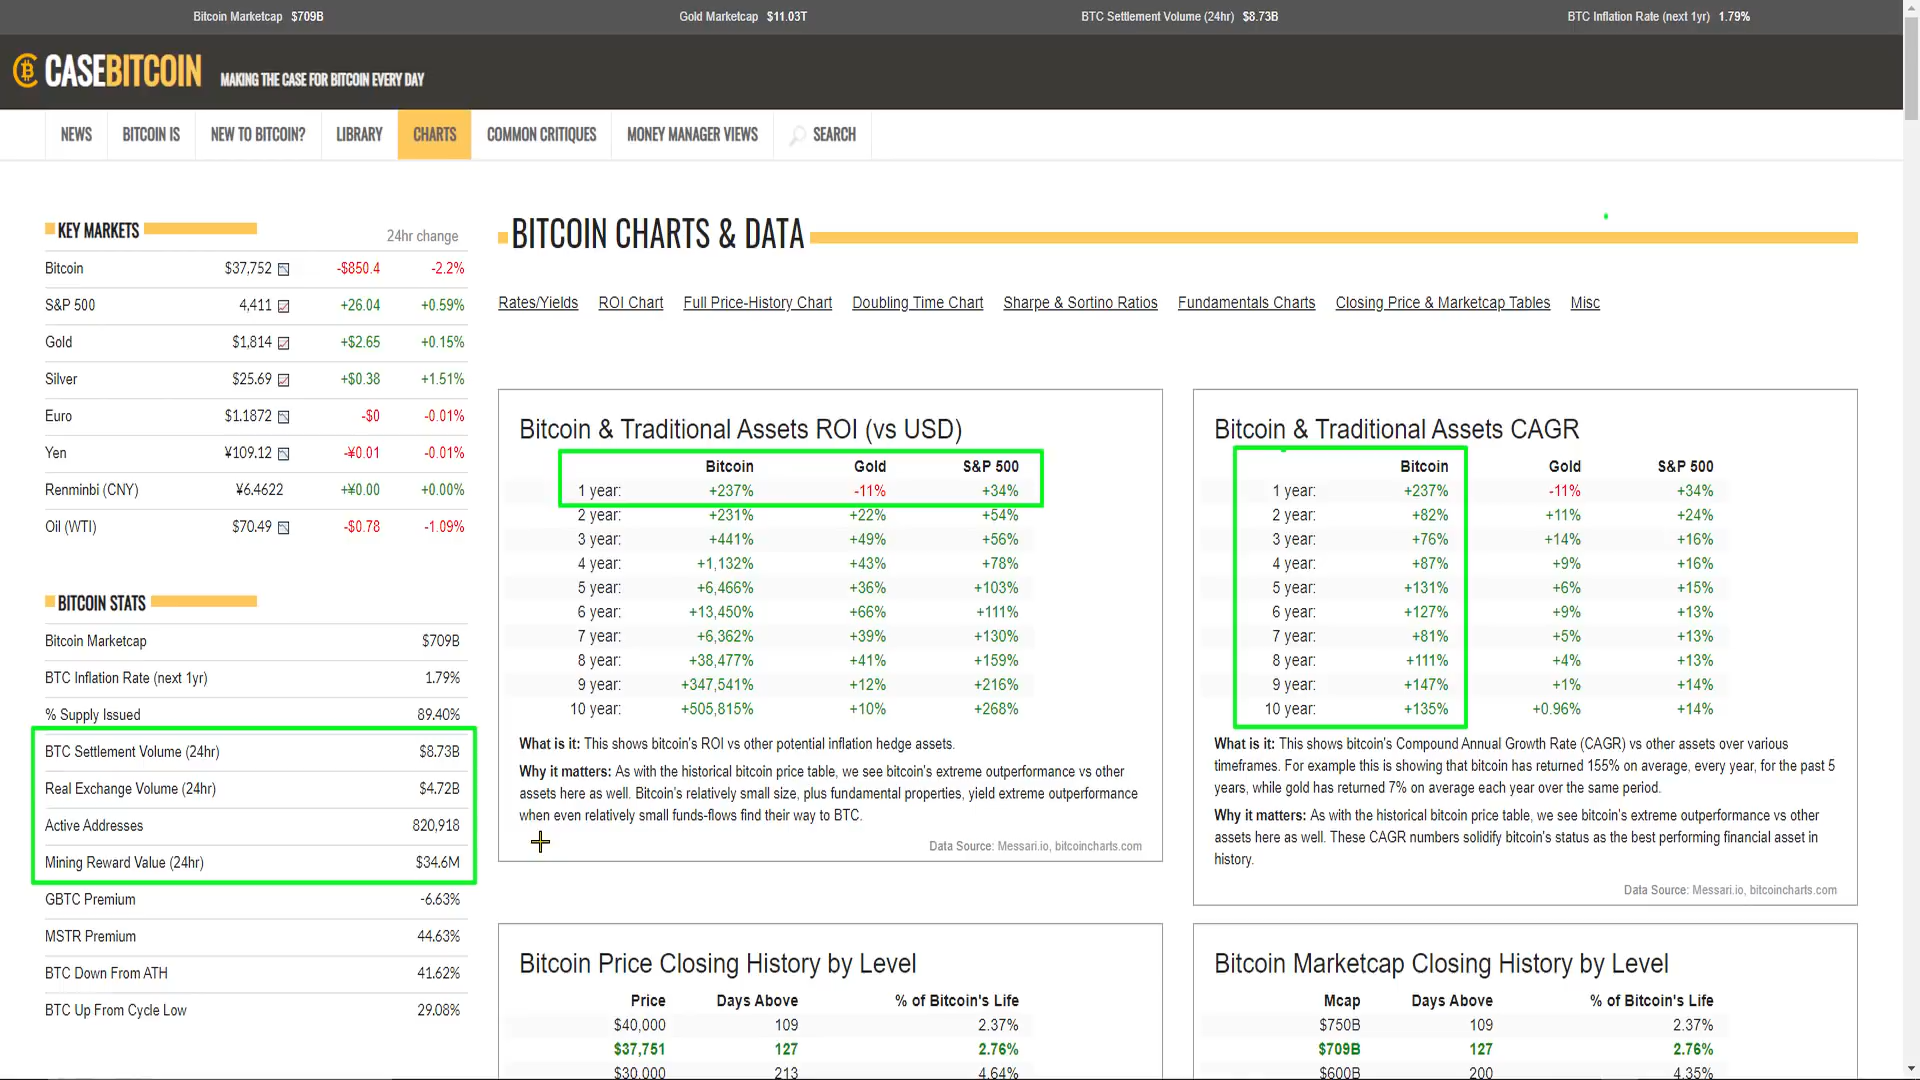 Bitcoin Marketcap $709B Gold Marketcap $11.03T BTC Settlement Volume (24hr) $8.73B BTC Inflation Rate (next 1yr) 1.79%
CASEBITCOIN MAKING THE CASE FOR BITCOIN EVERY DAY
NEWS BITCOIN IS NEW TO BITCOIN? LIBRARY CHARTS COMMON CRITIQUES MONEY MANAGER VIEWS SEARCH
KEY MARKETS 24hr change
Bitcoin $37,752 -$850.4 -2.2%
S&P 500 4,411 +26.04 +0.59%
Gold $1,814 +$2.65 +0.15%
Silver $25.69 +$0.38 +1.51%
Euro $1.1872 -$0 -0.01%
Yen ¥109.12 -¥0.01 -0.01%
Renminbi (CNY) ¥6.4622 +¥0.00 +0.00%
Oil (WTI) $70.49 -$0.78 -1.09%
BITCOIN STATS
Bitcoin Marketcap $709B
BTC Inflation Rate (next 1yr) 1.79%
% Supply Issued 89.40%
BTC Settlement Volume (24hr) $8.73B
Real Exchange Volume (24hr) $4.72B
Active Addresses 820,918
Mining Reward Value (24hr) $34.6M
GBTC Premium -6.63%
MSTR Premium 44.63%
BTC Down From ATH 41.62%
BTC Up From Cycle Low 29.08%
BITCOIN CHARTS & DATA
Rates/Yields ROI Chart Full Price-History Chart Doubling Time Chart Sharpe & Sortino Ratios Fundamentals Charts Closing Price & Marketcap Tables Misc
Bitcoin & Traditional Assets ROI (vs USD)
Bitcoin Gold S&P 500
1 year: +237% -11% +34%
2 year: +231% +22% +54%
3 year: +441% +49% +56%
4 year: +1,132% +43% +78%
5 year: +6,466% +36% +103%
6 year: +13,450% +66% +111%
7 year: +6,362% +39% +130%
8 year: +38,477% +41% +159%
9 year: +347,541% +12% +216%
10 year: +505,815% +10% +268%
What is it: This shows bitcoin's ROI vs other potential inflation hedge assets.
Why it matters: As with the historical bitcoin price table, we see bitcoin's extreme outperformance vs other
assets here as well. Bitcoin's relatively small size, plus fundamental properties, yield extreme outperformance
when even relatively small funds-flows find their way to BTC.
Data Source: Messari.io, bitcoincharts.com
Bitcoin & Traditional Assets CAGR
Bitcoin Gold S&P 500
1 year: +237% -11% +34%
2 year: +82% +11% +24%
3 year: +76% +14% +16%
4 year: +87% +9% +16%
5 year: +131% +6% +15%
6 year: +127% +9% +13%
7 year: +81% +5% +13%
8 year: +111% +4% +13%
9 year: +147% +1% +14%
10 year: +135% +0.96% +14%
What is it: This shows bitcoin's Compound Annual Growth Rate (CAGR) vs other assets over various
timeframes. For example this is showing that bitcoin has returned 155% on average, every year, for the past 5
years, while gold has returned 7% on average each year over the same period.
Why it matters: As with the historical bitcoin price table, we see bitcoin's extreme outperformance vs other
assets here as well. These CAGR numbers solidify bitcoin's status as the best performing financial asset in
history.
Data Source: Messari.io, bitcoincharts.com
Bitcoin Price Closing History by Level
Price Days Above % of Bitcoin's Life
$40,000 109 2.37%
$37,751 127 2.76%
$30,000 213 4.64%
Bitcoin Marketcap Closing History by Level
Mcap Days Above % of Bitcoin's Life
$750B 109 2.37%
$709B 127 2.76%
$600B 200 4.35%